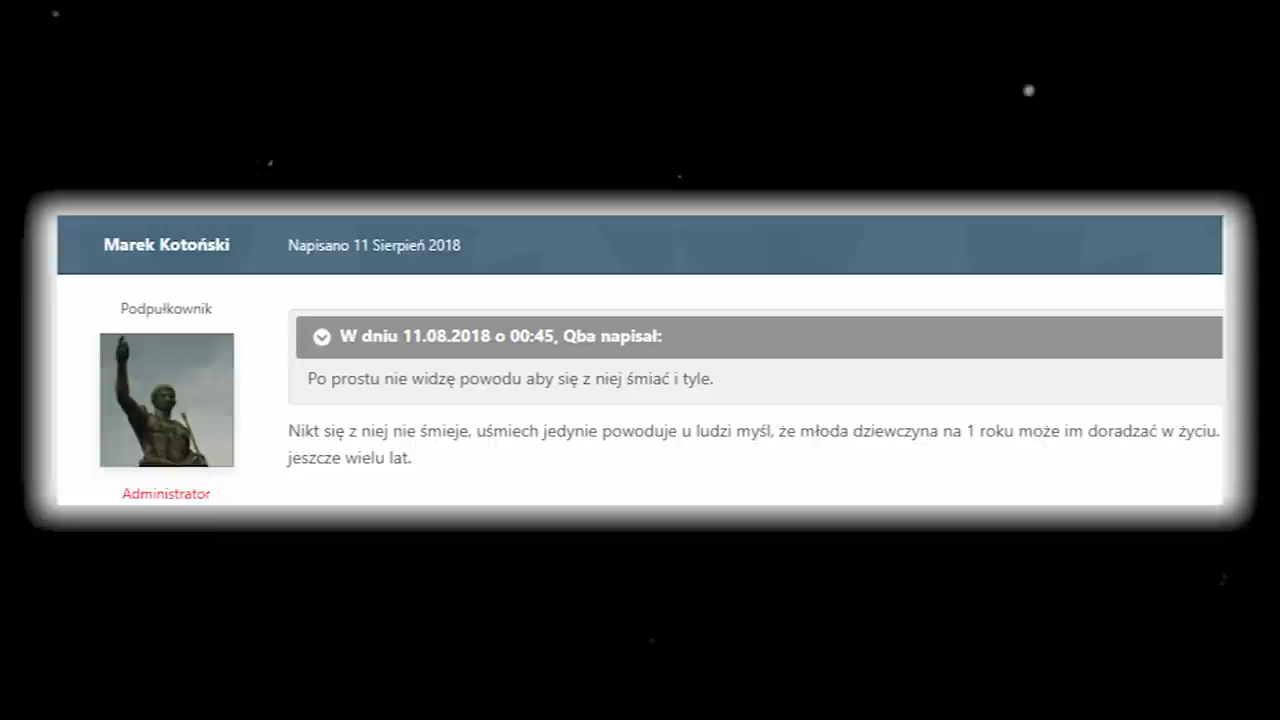 Marek Kotoński
Napisano 11 Sierpień 2018
Podpułkownik
W dniu 11.08.2018 o 00:45, Qba napisał:
Po prostu nie widzę powodu aby się z niej śmiać i tyle.
Nikt się z niej nie śmieje, uśmiech jedynie powoduje u ludzi myśl, że młoda dziewczyna na 1 roku może im doradzać w życiu.
jeszcze wielu lat.
Administrator